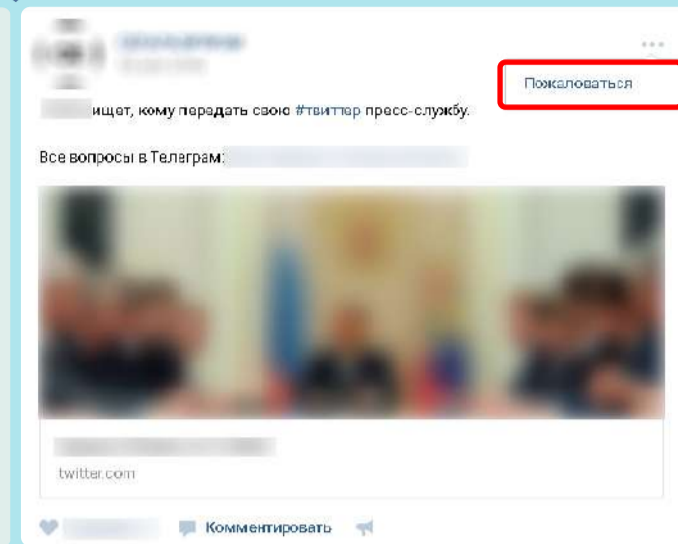 Пожаловаться
ищет, кому передать свою #твиттер пресс-службу.
Все вопросы в Телеграм:
twitter.com
Комментировать